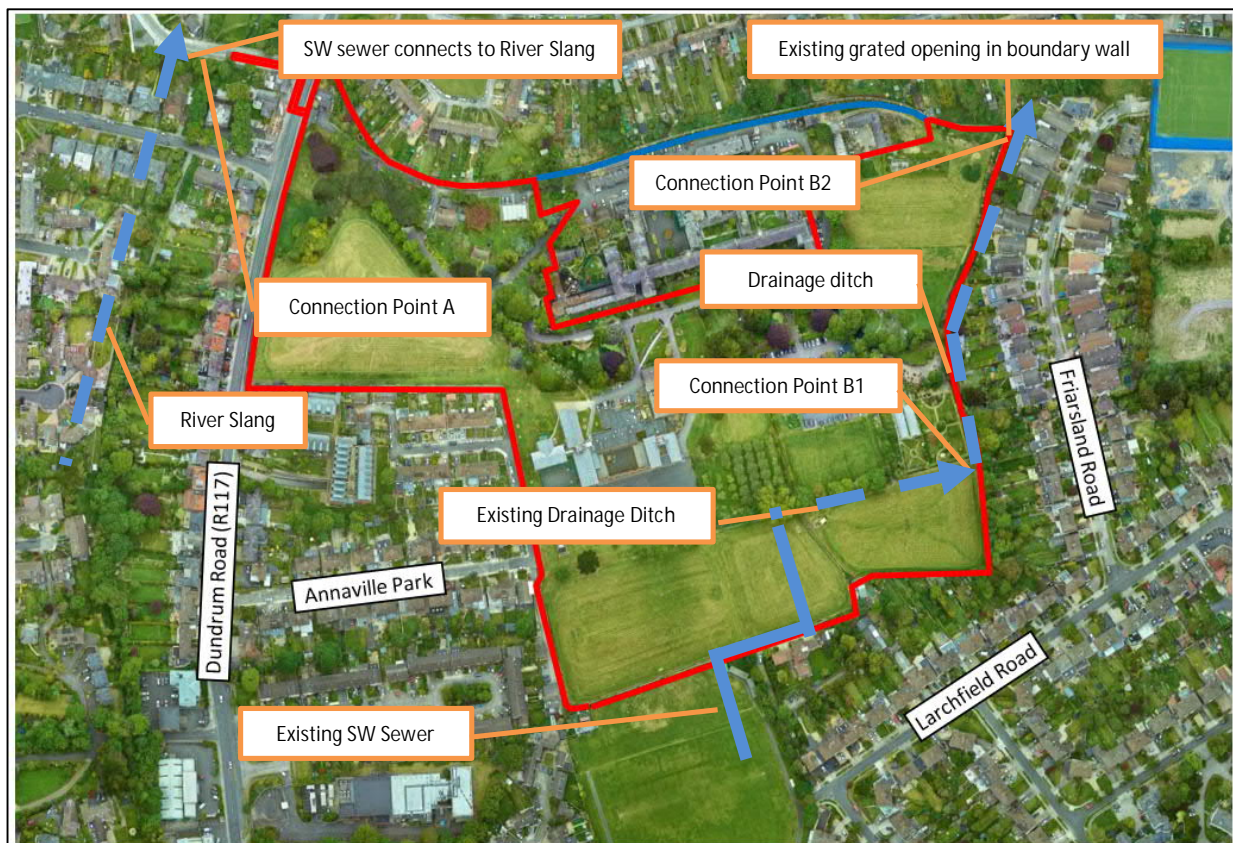 SW sewer connects to River Slang
Existing grated opening in boundary wall
Connection Point B2
Drainage ditch
Connection Point A
Connection Point B1
River Slang
Friarsland Road
Existing Drainage Ditch
Dundrum Road (R117)
Annaville Park
Larchfield Road
Existing SW Sewer